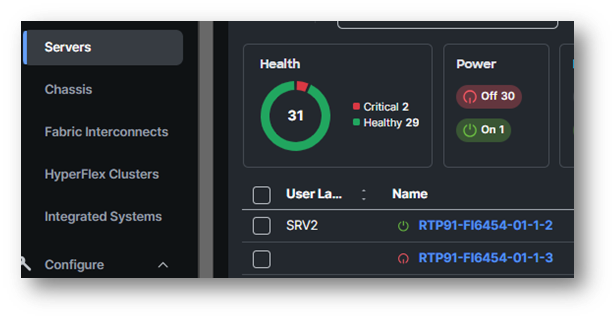 Servers
Chassis
Fabric Interconnects
HyperFlex Clusters
Integrated Systems
Configure
Health
31
Critical 2
Healthy 29
Power
Off 30
On 1
User La... Name
SRV2 RTP91-FI6454-01-1-2
RTP91-FI6454-01-1-3